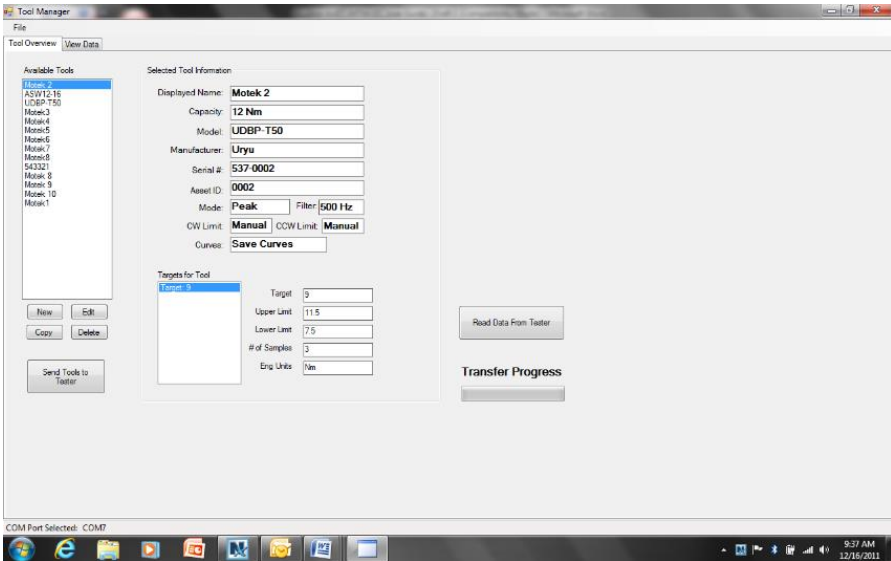 Tool Manager
File
Tool Overview View Data
Available Tools
Motek 2
ASW12-16
UDBP-T50
Motek3
Motek4
Motek5
Motek6
Motek7
Motek8
543321
Motek 8
Motek 9
Motek 10
Motek1
New Edit
Copy Delete
Send Tools to
Tester
Selected Tool Information
Displayed Name: Motek 2
Capacity: 12 Nm
Model: UDBP-T50
Manufacturer: Uryu
Serial #: 537-0002
Asset ID: 0002
Mode: Peak Filter: 500 Hz
CW Limit: Manual CCW Limit: Manual
Curves: Save Curves
Targets for Tool
Target: 9
Target 9
Upper Limit 11.5
Lower Limit 7.5
# of Samples 3
Eng Units Nm
Read Data From Tester
Transfer Progress
COM Port Selected: COM7
9:37 AM
12/16/2011